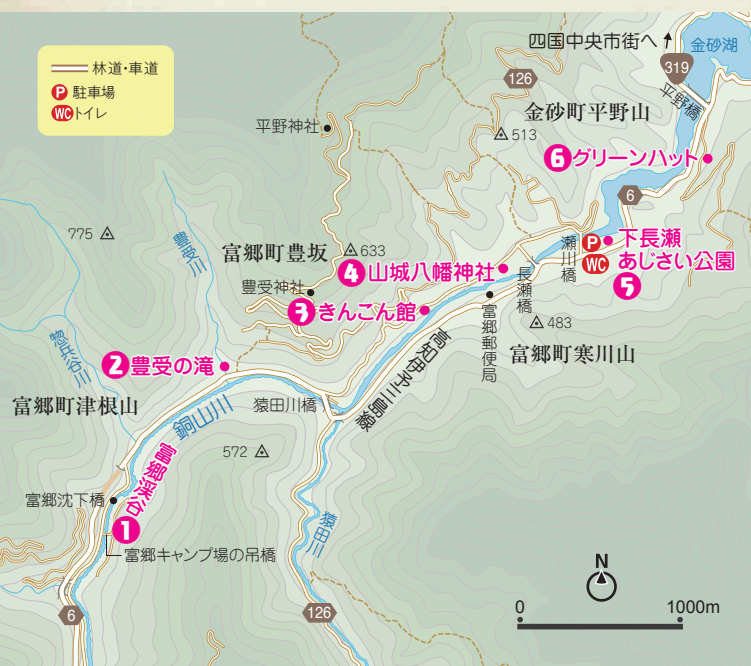 林道・車道
P 駐車場
WC トイレ
四国中央市街へ↑
金砂湖
319
126
平野橋
金砂町平野山
平野神社
513
6 グリーンハット
6
775
豊受川
富郷町豊坂
633
瀬川橋
P
WC
下長瀬
あじさい公園
5
4 山城八幡神社
豊受神社
長瀬橋
3 きんこん館
富郷郵便局
483
富郷町寒川山
惣兵谷川
2 豊受の滝
高知伊予三島線
富郷町津根山
銅山川
猿田川橋
572
富郷渓谷
1
富郷沈下橋
猿田川
富郷キャンプ場の吊橋
N
6
126
0
1000m